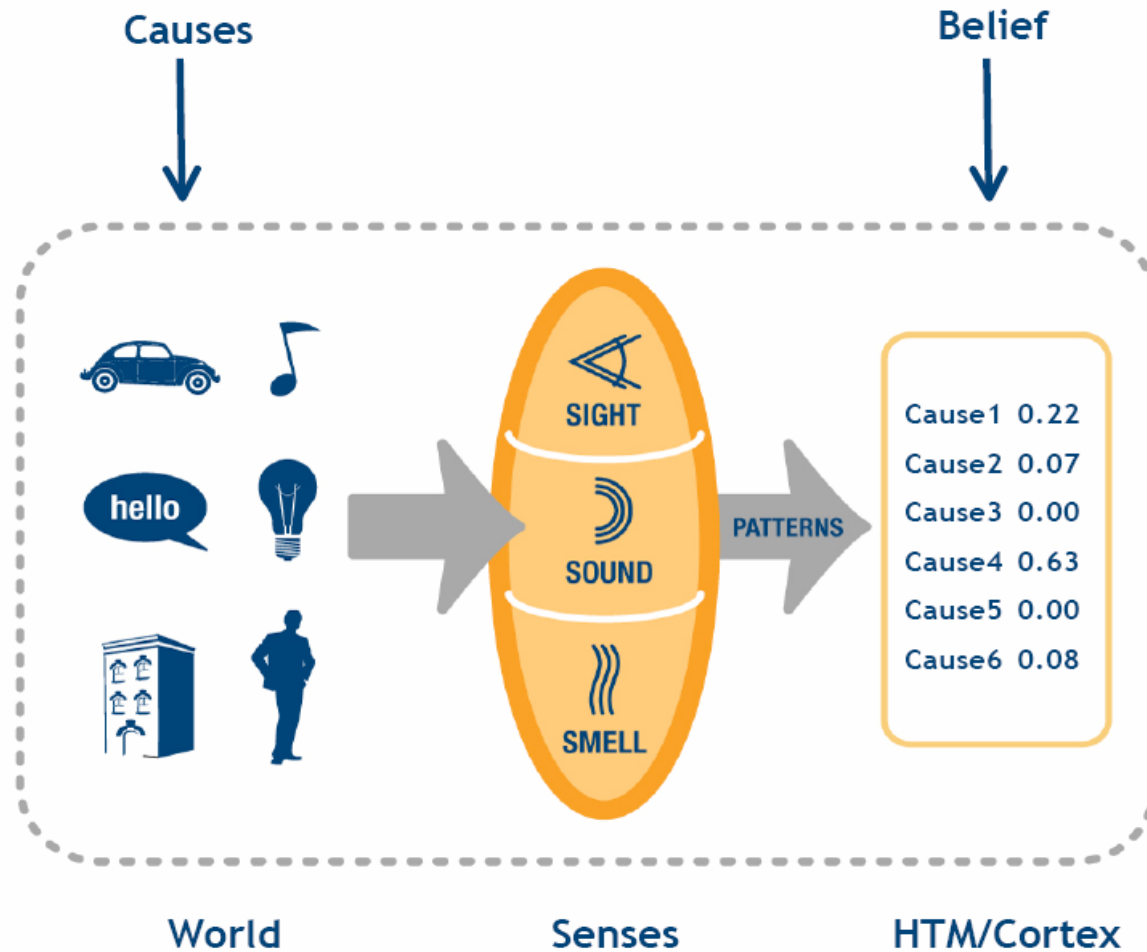 Causes
Belief
hello
SIGHT
SOUND
SMELL
PATTERNS
Cause1 0.22
Cause2 0.07
Cause3 0.00
Cause4 0.63
Cause5 0.00
Cause6 0.08
World
Senses
HTM/Cortex